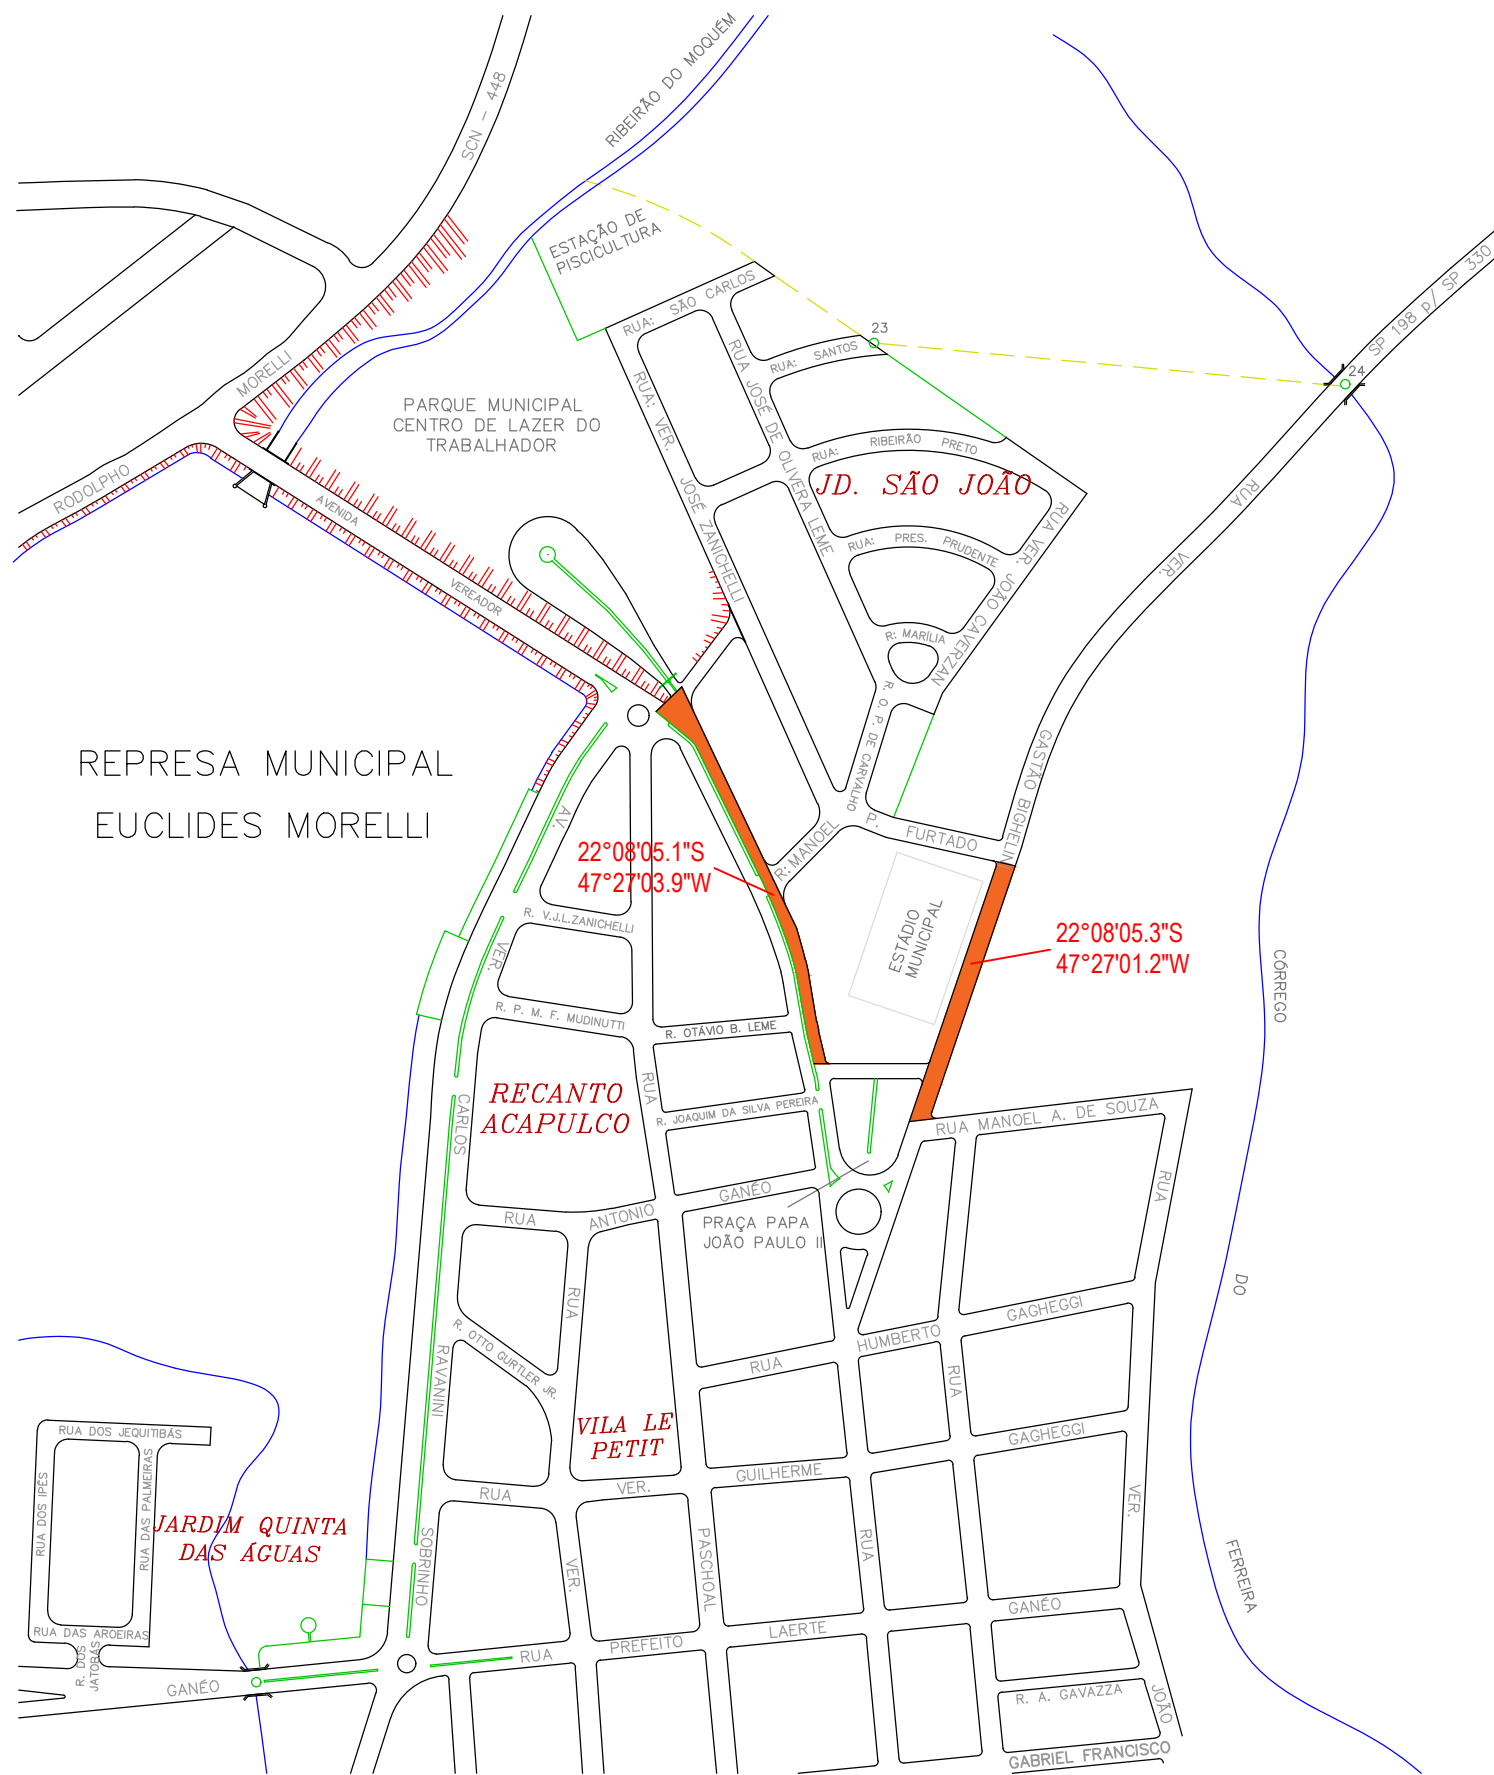 RIBEIRÃO DO MOQUÉM
SCN - 448
ESTAÇÃO DE
PISCICULTURA
RUA: SÃO CARLOS
SP 198 p/ SP 330
23
24
RUA: SANTOS
MORELLI
RUA JOSÉ DE OLIVERA LEME
RUA: VER. JOSÉ ZANICHELLI
PARQUE MUNICIPAL
CENTRO DE LAZER DO
TRABALHADOR
RUA: RIBEIRÃO PRETO
JD. SÃO JOÃO
RODOLPHO
AVENIDA
VEREADOR
RUA: PRES. PRUDENTE
RUA VER. JOÃO CAVERZAN
RUA VER. GASTÃO BIGHELIN
R: MARÍLIA
R. O. P. DE CARVALHO
REPRESA MUNICIPAL
EUCLIDES MORELLI
R: MANOEL P. FURTADO
22°08'05.1"S
47°27'03.9"W
ESTÁDIO
MUNICIPAL
22°08'05.3"S
47°27'01.2"W
AV. VER. CARLOS RAVANINI SOBRINHO
R. V.J.L.ZANICHELLI
R. P. M. F. MUDINUTTI
R. OTÁVIO B. LEME
CÓRREGO DO FERREIRA
RECANTO
ACAPULCO
RUA
R. JOAQUIM DA SILVA PEREIRA
RUA MANOEL A. DE SOUZA
RUA ANTONIO GANÉO
PRAÇA PAPA
JOÃO PAULO II
RUA
RUA HUMBERTO GAGHEGGI
R. OTTO GURTLER JR.
RUA
RUA
VILA LE
PETIT
RUA VER. GUILHERME GAGHEGGI
RUA DOS JEQUITIBÁS
RUA DOS IPÊS
RUA DAS PALMEIRAS
JARDIM QUINTA
DAS ÁGUAS
VER.
PASCHOAL
RUA
VER.
RUA DAS AROEIRAS
R. DOS
JATOBÁS
GANÉO
RUA PREFEITO LAERTE GANÉO
R. A. GAVAZZA
JOÃO
GABRIEL FRANCISCO